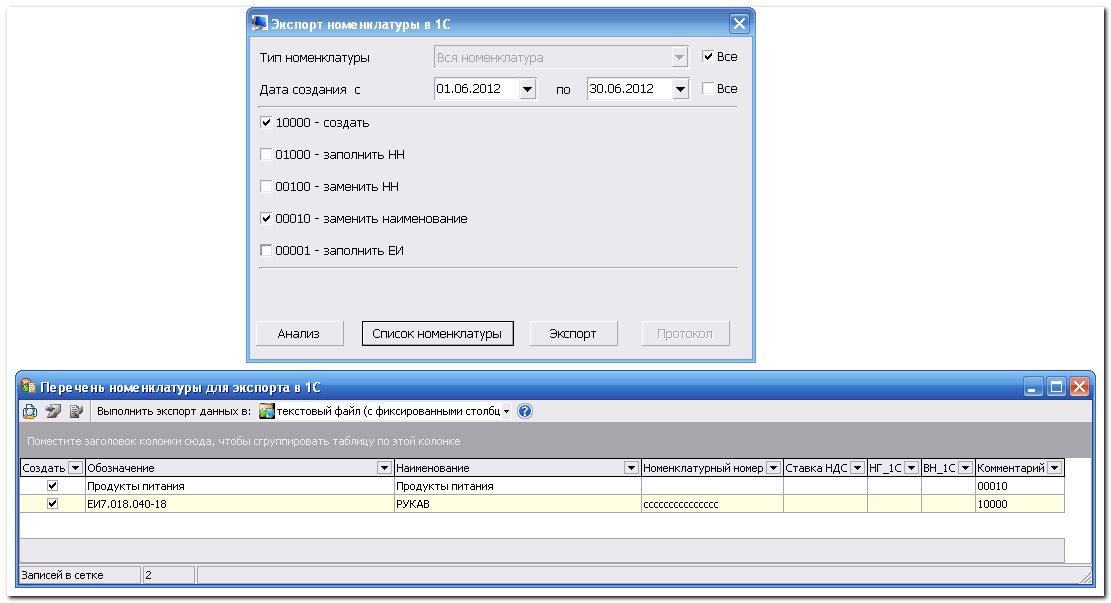 Экспорт номенклатуры в 1С
Тип номенклатуры Вся номенклатура Все
Дата создания с 01.06.2012 по 30.06.2012 Все
10000 - создать
01000 - заполнить НН
00100 - заменить НН
00010 - заменить наименование
00001 - заполнить ЕИ
Анализ Список номенклатуры Экспорт Протокол
Перечень номенклатуры для экспорта в 1С
Выполнить экспорт данных в: текстовый файл (с фиксированными столбц
Поместите заголовок колонки сюда, чтобы сгруппировать таблицу по этой колонке
Создать Обозначение Наименование Номенклатурный номер Ставка НДС НГ_1С ВН_1С Комментарий
Продукты питания Продукты питания 00010
ЕИ7.018.040-18 РУКАВ ссссссссссссссс 10000
Записей в сетке 2